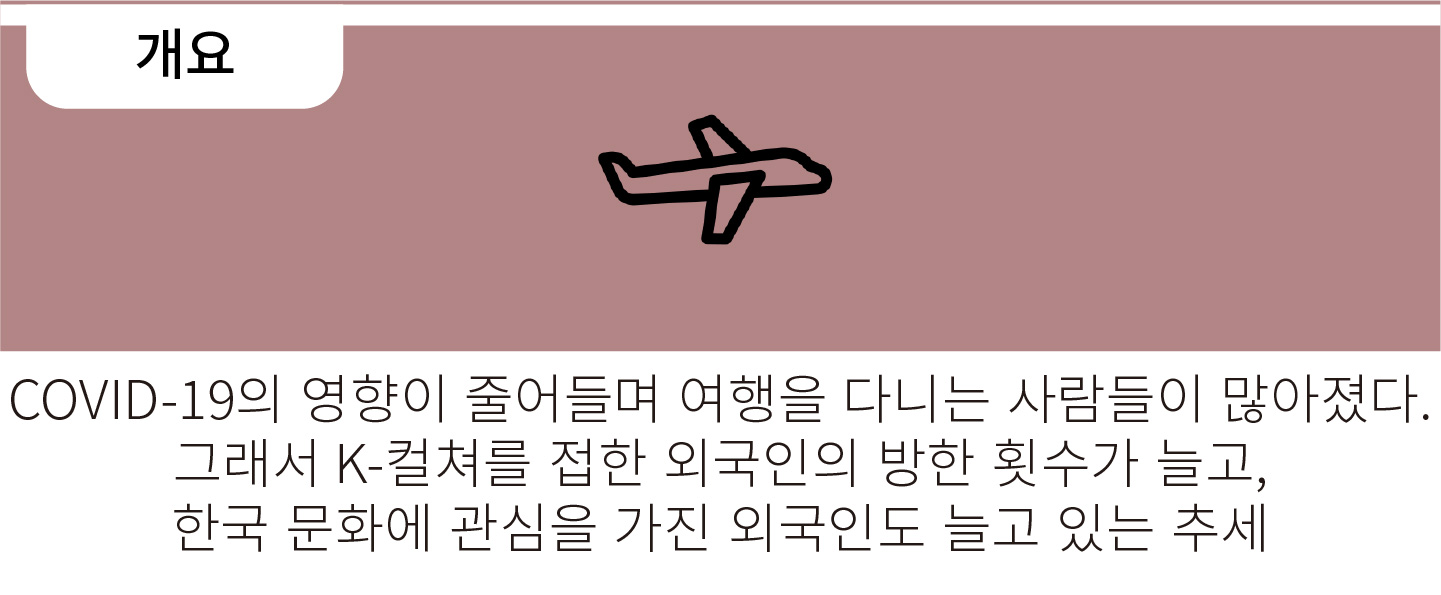 개요
COVID-19의 영향이 줄어들며 여행을 다니는 사람들이 많아졌다.
그래서 K-컬쳐를 접한 외국인의 방한 횟수가 늘고,
한국 문화에 관심을 가진 외국인도 늘고 있는 추세